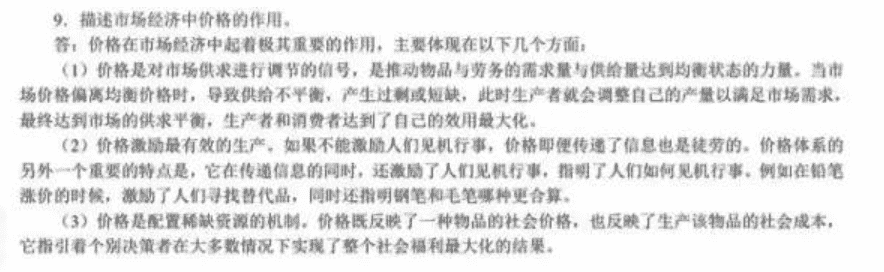 9．描述市场经济中价格的作用。
答：价格在市场经济中起着极其重要的作用，主要体现在以下几个方面：
（1）价格是对市场供求进行调节的信号，是推动物品与劳务的需求量与供给量达到均衡状态的力量。当市
场价格偏离均衡价格时，导致供给不平衡，产生过剩或短缺，此时生产者就会调整自己的产量以满足市场需求，
最终达到市场的供求平衡，生产者和消费者达到了自己的效用最大化。
（2）价格激励最有效的生产。如果不能激励人们见机行事，价格即便传递了信息也是徒劳的。价格体系的
另外一个重要的特点是，它在传递信息的同时，还激励了人们见机行事，指明了人们如何见机行事。例如在铅笔
涨价的时候，激励了人们寻找替代品，同时还指明钢笔和毛笔哪种更合算。
（3）价格是配置稀缺资源的机制。价格既反映了一种物品的社会价格，也反映了生产该物品的社会成本，
它指引着个别决策者在大多数情况下实现了整个社会福利最大化的结果。